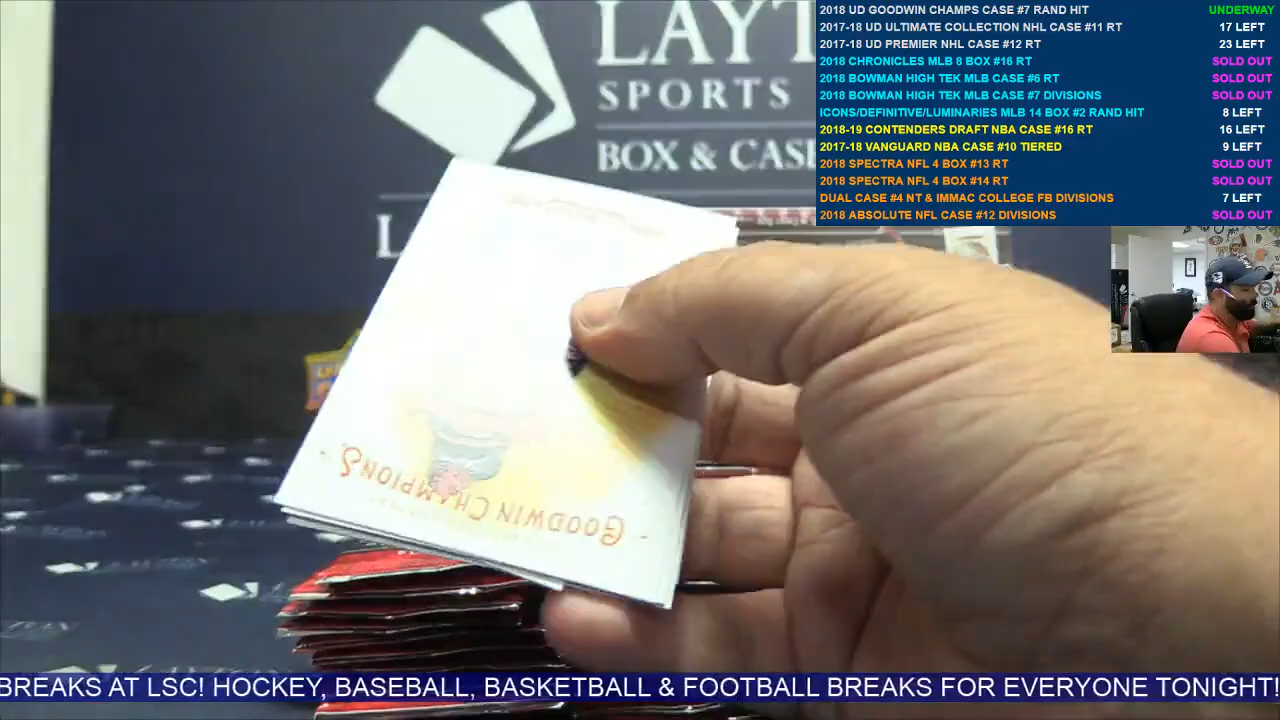 2018 UD GOODWIN CHAMPS CASE #7 RAND HIT UNDERWAY
2017-18 UD ULTIMATE COLLECTION NHL CASE #11 RT 17 LEFT
2017-18 UD PREMIER NHL CASE #12 RT 23 LEFT
2018 CHRONICLES MLB 8 BOX #16 RT SOLD OUT
2018 BOWMAN HIGH TEK MLB CASE #6 RT SOLD OUT
2018 BOWMAN HIGH TEK MLB CASE #7 DIVISIONS SOLD OUT
ICONS/DEFINITIVE/LUMINARIES MLB 14 BOX #2 RAND HIT 8 LEFT
2018-19 CONTENDERS DRAFT NBA CASE #16 RT 16 LEFT
2017-18 VANGUARD NBA CASE #10 TIERED 9 LEFT
2018 SPECTRA NFL 4 BOX #13 RT SOLD OUT
2018 SPECTRA NFL 4 BOX #14 RT SOLD OUT
DUAL CASE #4 NT & IMMAC COLLEGE FB DIVISIONS 7 LEFT
2018 ABSOLUTE NFL CASE #12 DIVISIONS SOLD OUT
LAYT
SPORTS
BOX & CAS
L
- GOODWIN CHAMPIONS -
BREAKS AT LSC! HOCKEY, BASEBALL, BASKETBALL & FOOTBALL BREAKS FOR EVERYONE TONIGHT!